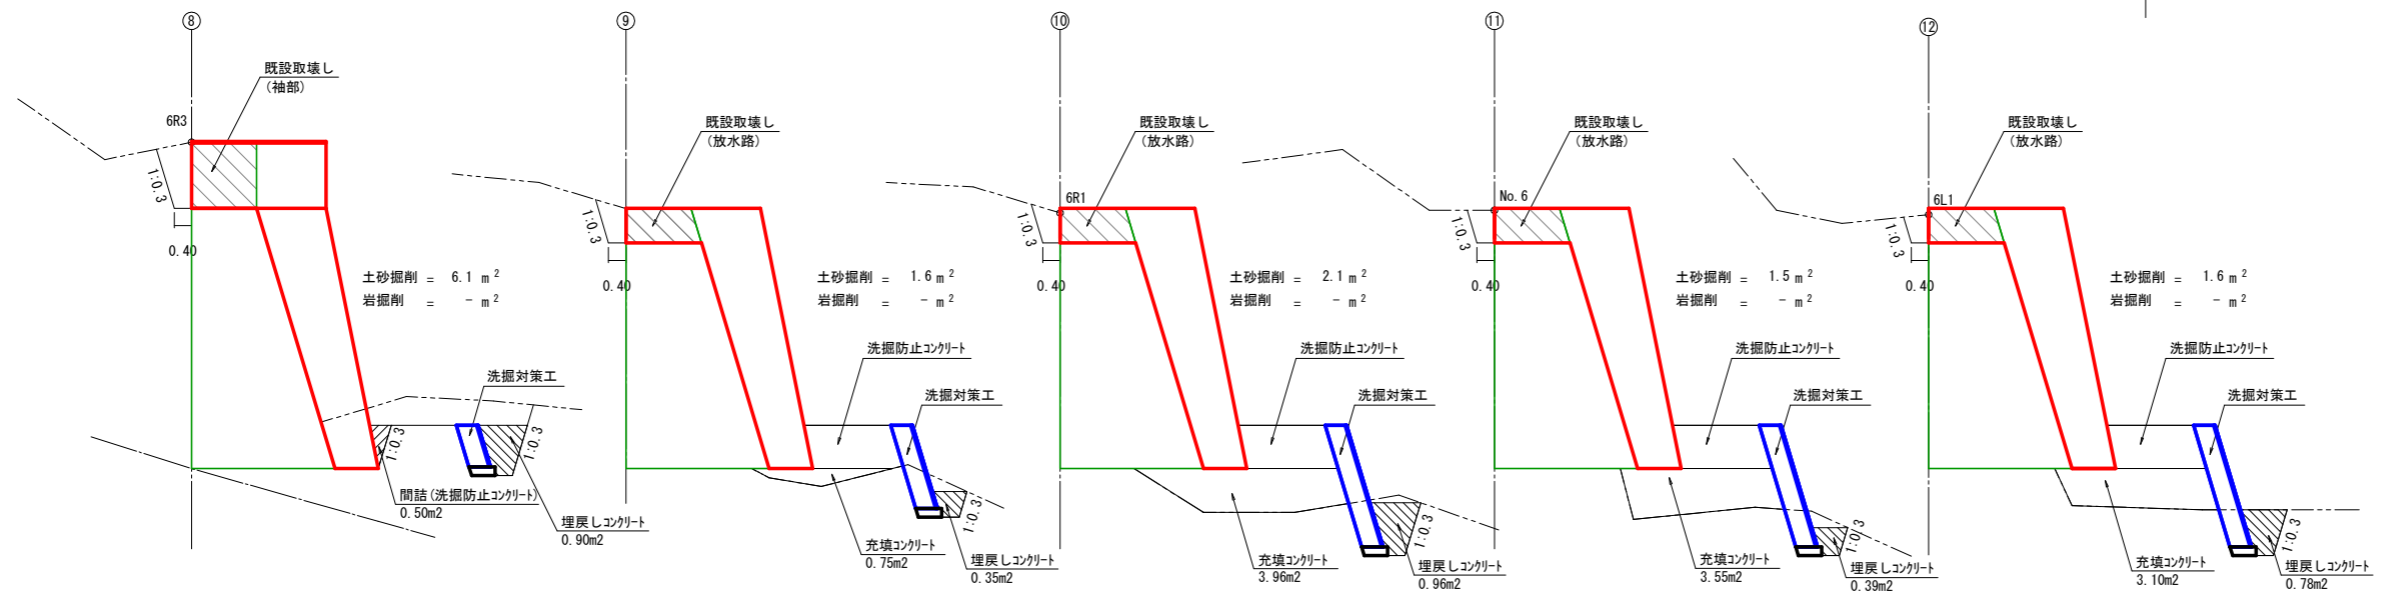 ⑧
既設取壊し
(袖部)
6R3
1:0.3
0.40
土砂掘削 = 6.1 m²
岩掘削 = - m²
洗掘対策工
1:0.3
1:0.3
間詰(洗掘防止コンクリート)
0.50m2
埋戻しコンクリート
0.90m2
⑨
既設取壊し
(放水路)
1:0.3
0.40
土砂掘削 = 1.6 m²
岩掘削 = - m²
洗掘防止コンクリート
洗掘対策工
1:0.3
充填コンクリート
0.75m2
埋戻しコンクリート
0.35m2
⑩
既設取壊し
(放水路)
6R1
1:0.3
0.40
土砂掘削 = 2.1 m²
岩掘削 = - m²
洗掘防止コンクリート
洗掘対策工
1:0.3
充填コンクリート
3.96m2
埋戻しコンクリート
0.96m2
⑪
既設取壊し
(放水路)
No.6
1:0.3
0.40
土砂掘削 = 1.5 m²
岩掘削 = - m²
洗掘防止コンクリート
洗掘対策工
1:0.3
充填コンクリート
3.55m2
埋戻しコンクリート
0.39m2
⑫
既設取壊し
(放水路)
6L1
1:0.3
0.40
土砂掘削 = 1.6 m²
岩掘削 = - m²
洗掘防止コンクリート
洗掘対策工
1:0.3
充填コンクリート
3.10m2
埋戻しコンクリート
0.78m2